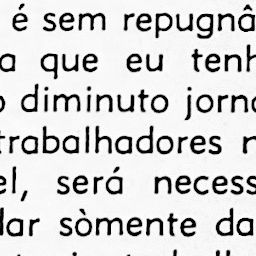 é sem repugnâ
a que eu tenh
o diminuto jorna
trabalhadores n
el, será necess
dar sòmente da